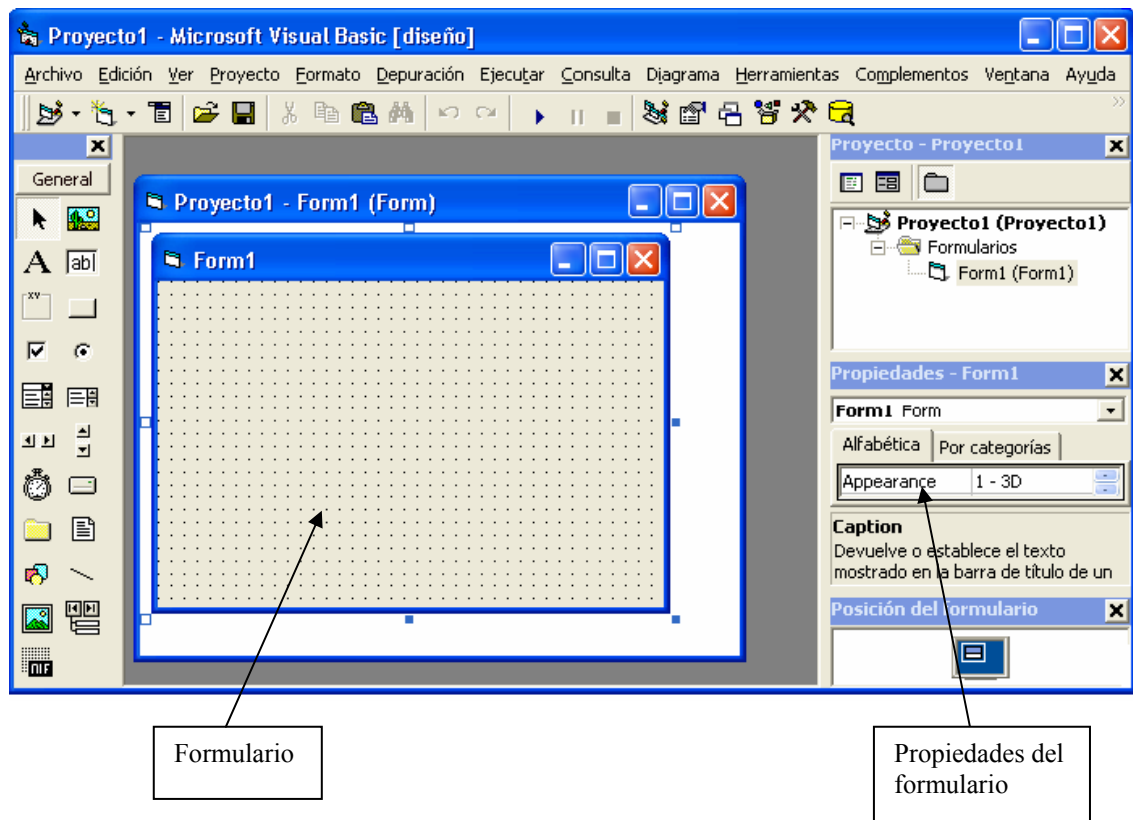 Proyecto1 - Microsoft Visual Basic [diseño]
Archivo Edición Ver Proyecto Formato Depuración Ejecutar Consulta Diagrama Herramientas Complementos Ventana Ayuda
General
A
ab
XY
GIF
Proyecto1 - Form1 (Form)
Form1
Proyecto - Proyecto1
Proyecto1 (Proyecto1)
Formularios
Form1 (Form1)
Propiedades - Form1
Form1 Form
Alfabética Por categorías
Appearance 1 - 3D
Caption
Devuelve o establece el texto
mostrado en la barra de título de un
Posición del formulario
Formulario
Propiedades del
formulario